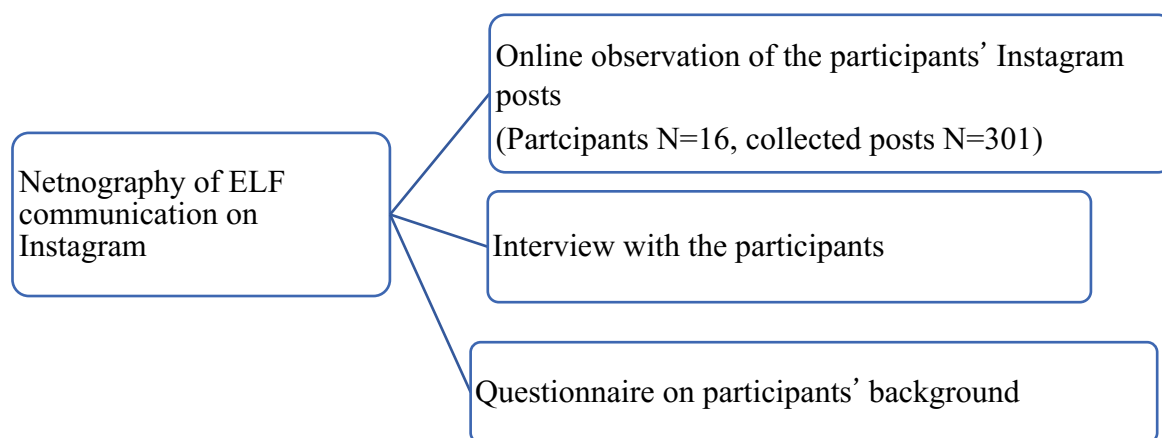 Netnography of ELF
communication on
Instagram
Online observation of the participants’ Instagram
posts
(Partcipants N=16, collected posts N=301)
Interview with the participants
Questionnaire on participants’ background